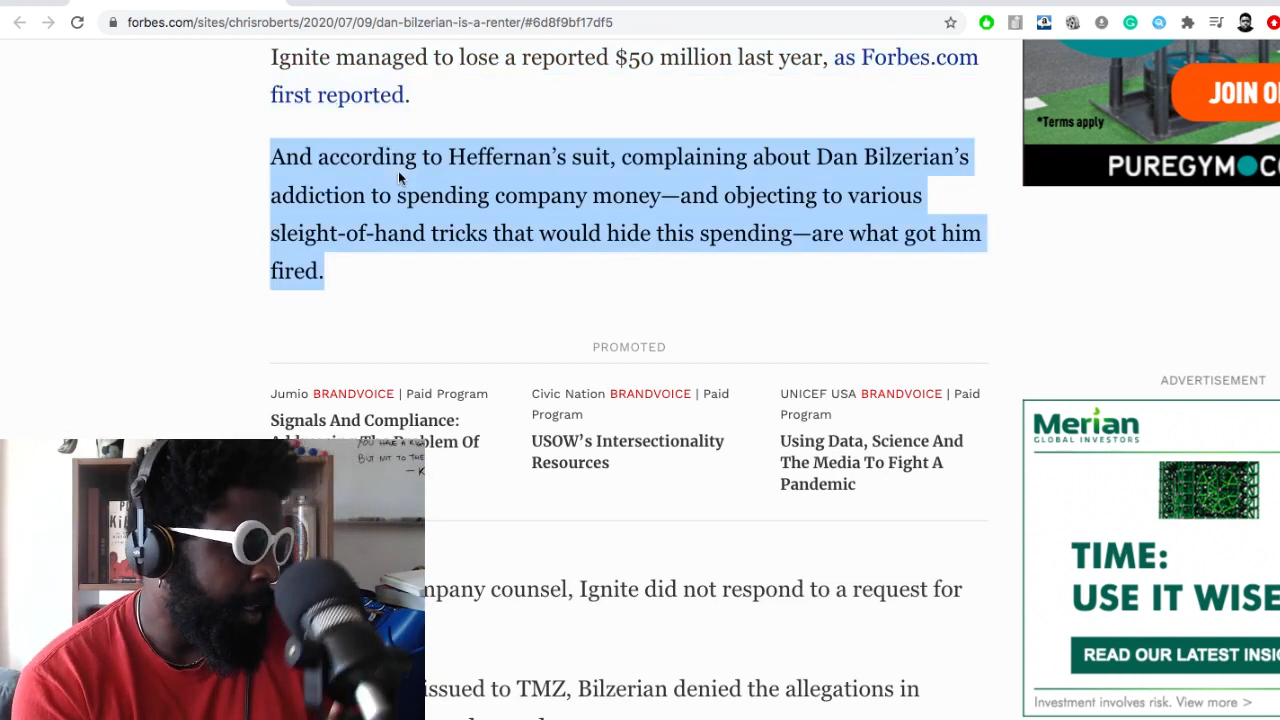 forbes.com/sites/chrisroberts/2020/07/09/dan-bilzerian-is-a-renter/#6d8f9bf17df5
Ignite managed to lose a reported $50 million last year, as Forbes.com
first reported.
And according to Heffernan’s suit, complaining about Dan Bilzerian’s
addiction to spending company money—and objecting to various
sleight-of-hand tricks that would hide this spending—are what got him
fired.
PROMOTED
Jumio BRANDVOICE | Paid Program
Signals And Compliance:
Problem Of
Civic Nation BRANDVOICE | Paid
Program
USOW’s Intersectionality
Resources
UNICEF USA BRANDVOICE | Paid
Program
Using Data, Science And
The Media To Fight A
Pandemic
counsel, Ignite did not respond to a request for
issued to TMZ, Bilzerian denied the allegations in
JOIN
*Terms apply
PUREGYM
ADVERTISEMENT
Merian
GLOBAL INVESTORS
TIME:
USE IT WISE
READ OUR LATEST
Investment involves risk. View more >
BUT NOT TO THE